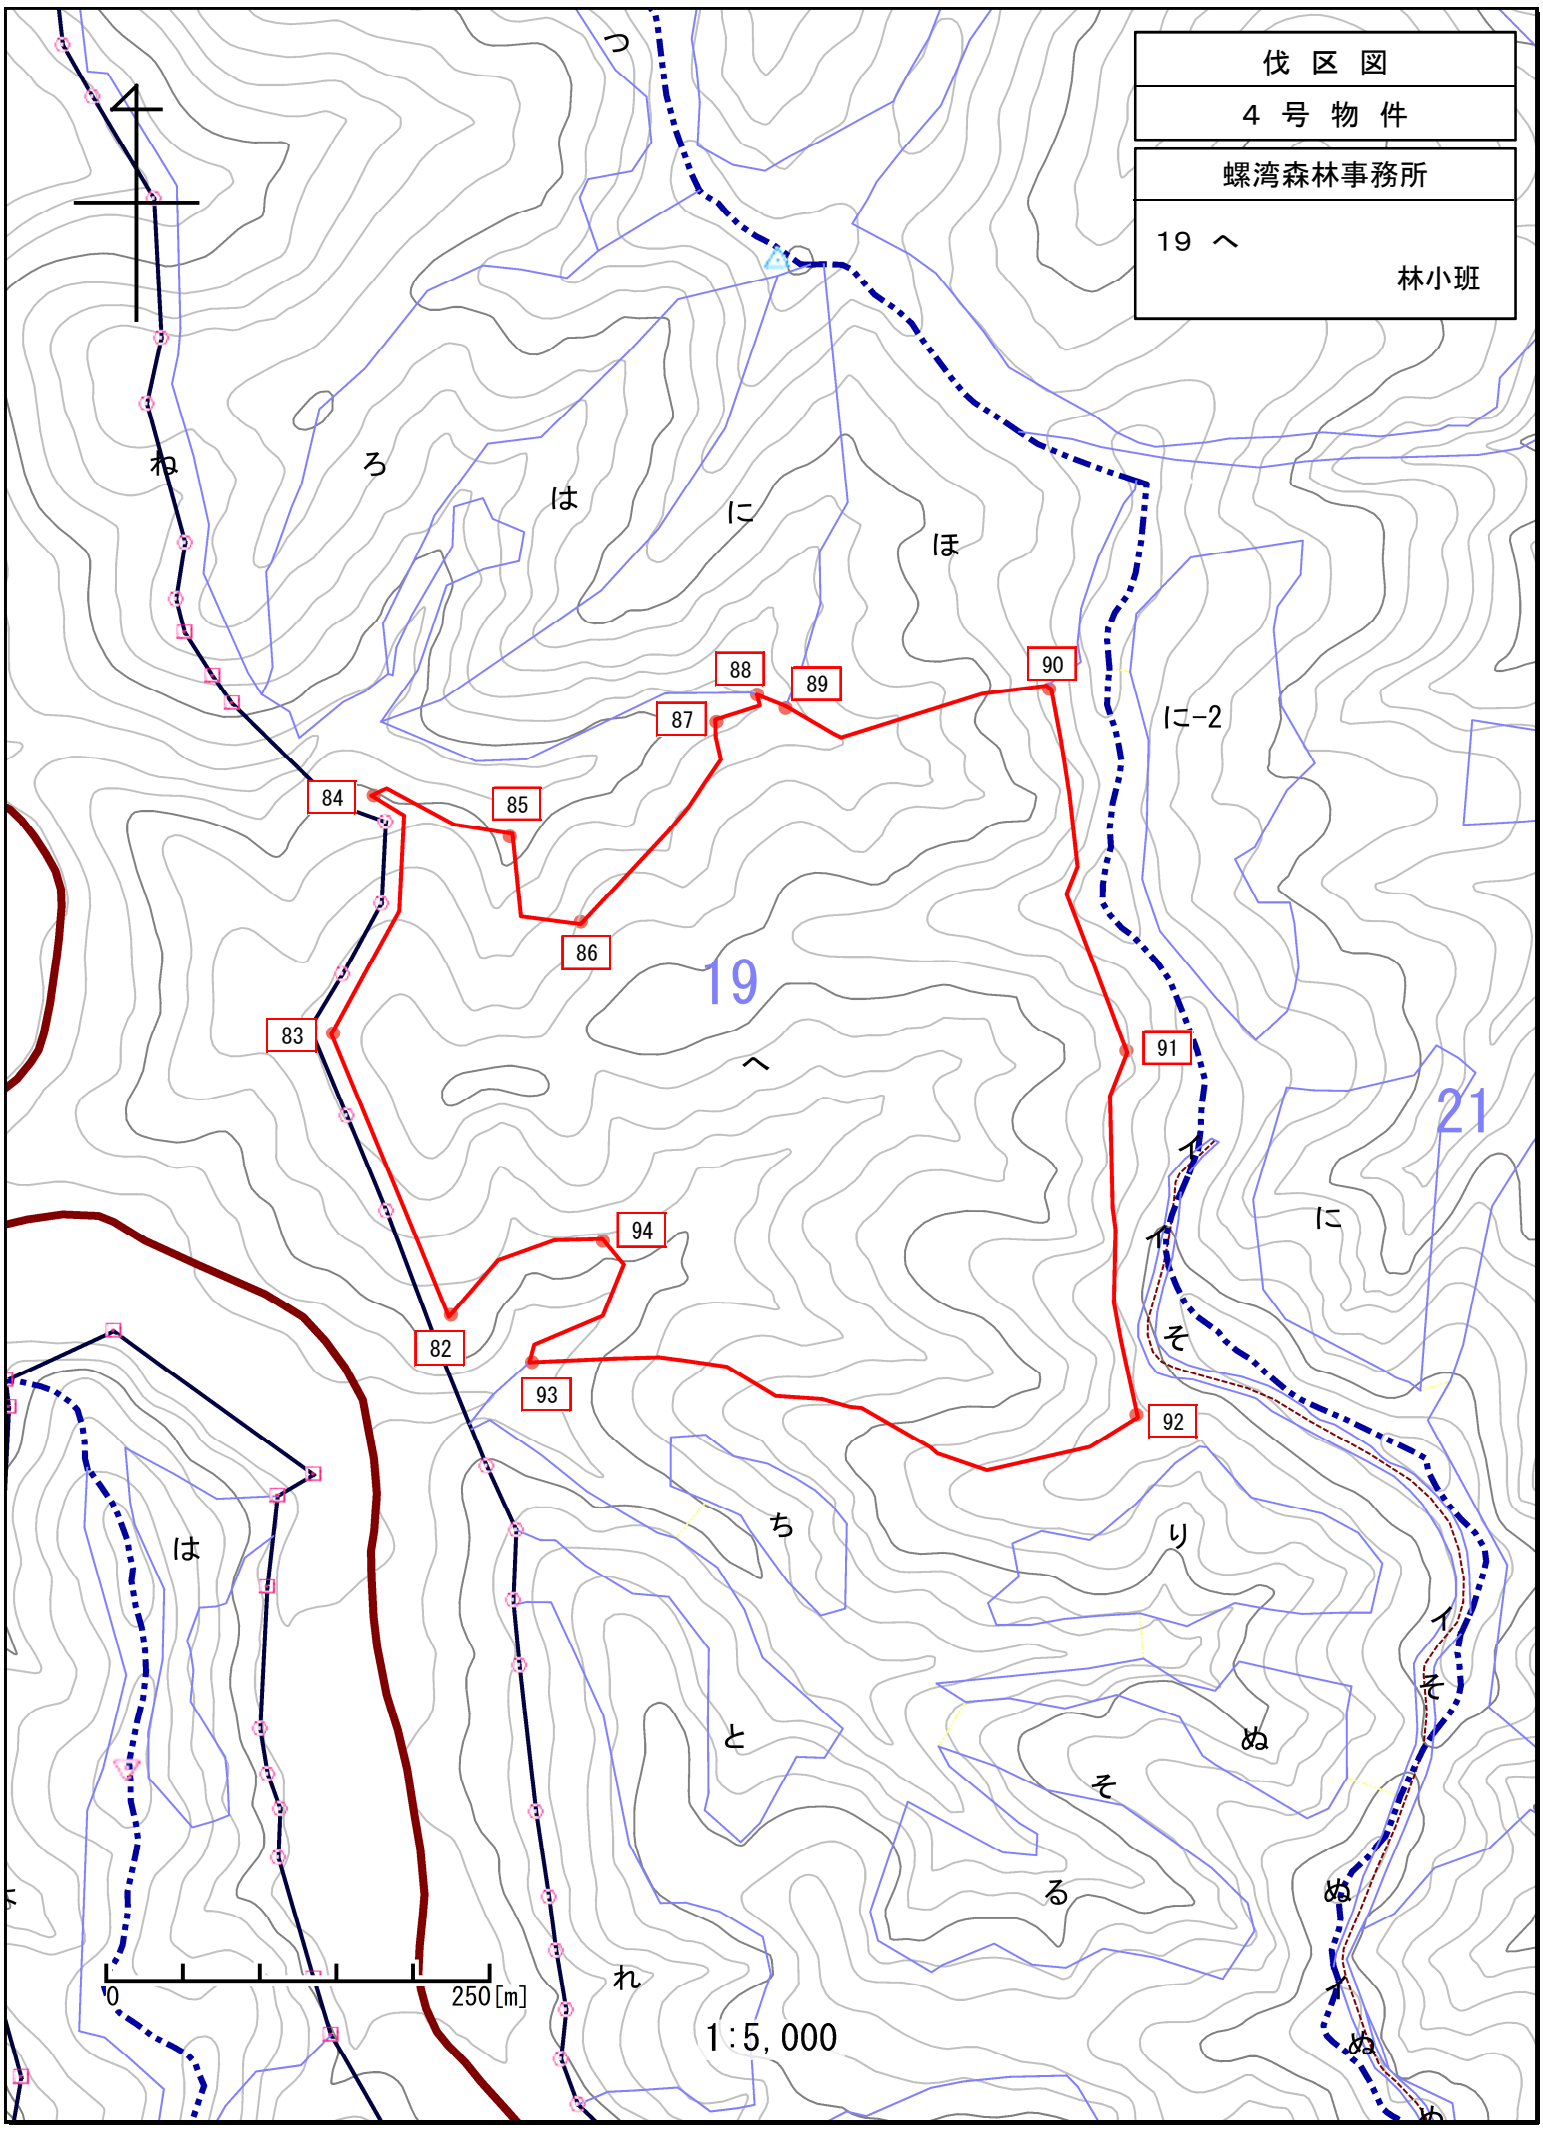 つ
伐 区 図
4 号 物 件
螺湾森林事務所
19 へ
林小班
ね
ろ
は
に
ほ
90
88
89
87
に-2
84
85
86
19
83
91
へ
21
イ
94
に
イ
そ
82
93
92
ち
り
は
イ
そ
と
ぬ
そ
る
ぬ
れ
イ
0
250[m]
1:5,000
ぬ
ぬ